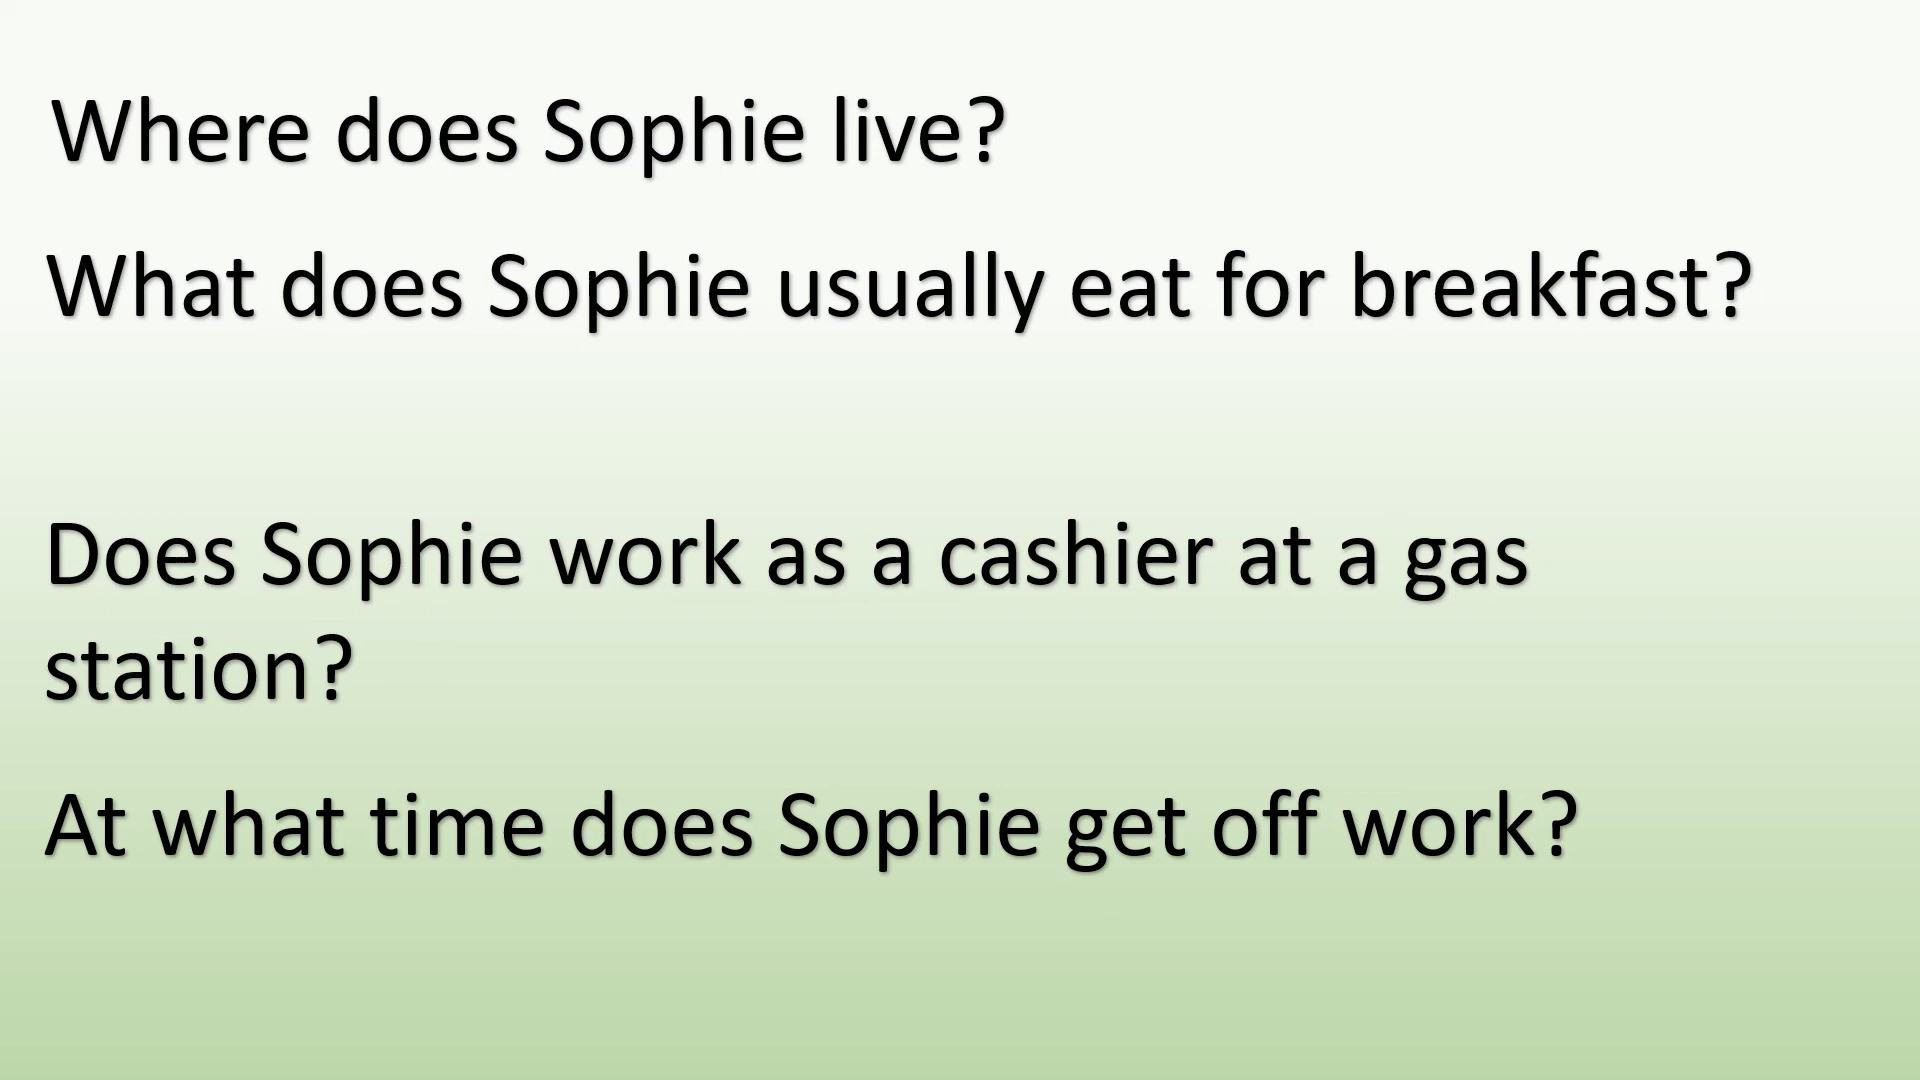 Where does Sophie live?
What does Sophie usually eat for breakfast?
Does Sophie work as a cashier at a gas
station?
At what time does Sophie get off work?